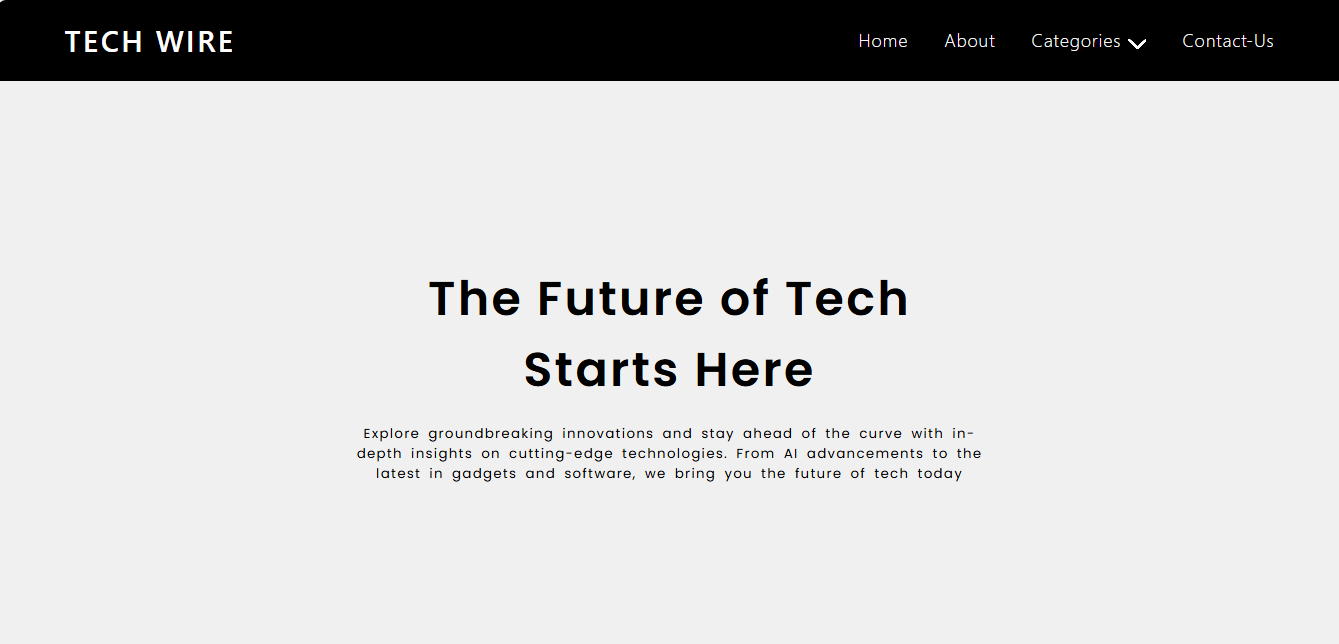 TECH WIRE
Home About Categories Contact-Us
The Future of Tech
Starts Here
Explore groundbreaking innovations and stay ahead of the curve with in-
depth insights on cutting-edge technologies. From AI advancements to the
latest in gadgets and software, we bring you the future of tech today